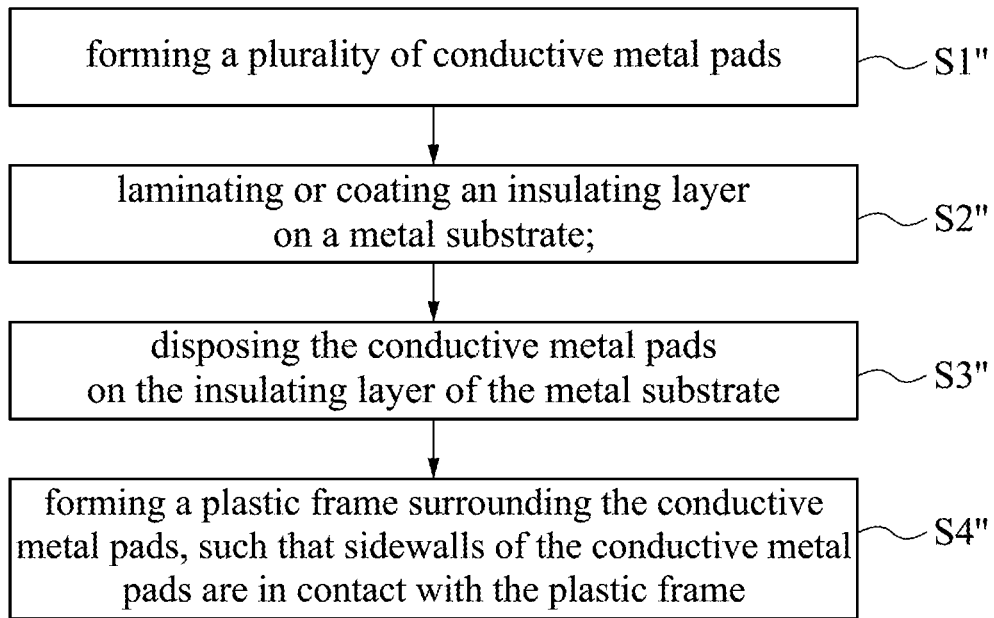 forming a plurality of conductive metal pads
S1"
laminating or coating an insulating layer
on a metal substrate;
S2"
disposing the conductive metal pads
on the insulating layer of the metal substrate
S3"
forming a plastic frame surrounding the conductive
metal pads, such that sidewalls of the conductive metal
pads are in contact with the plastic frame
S4"